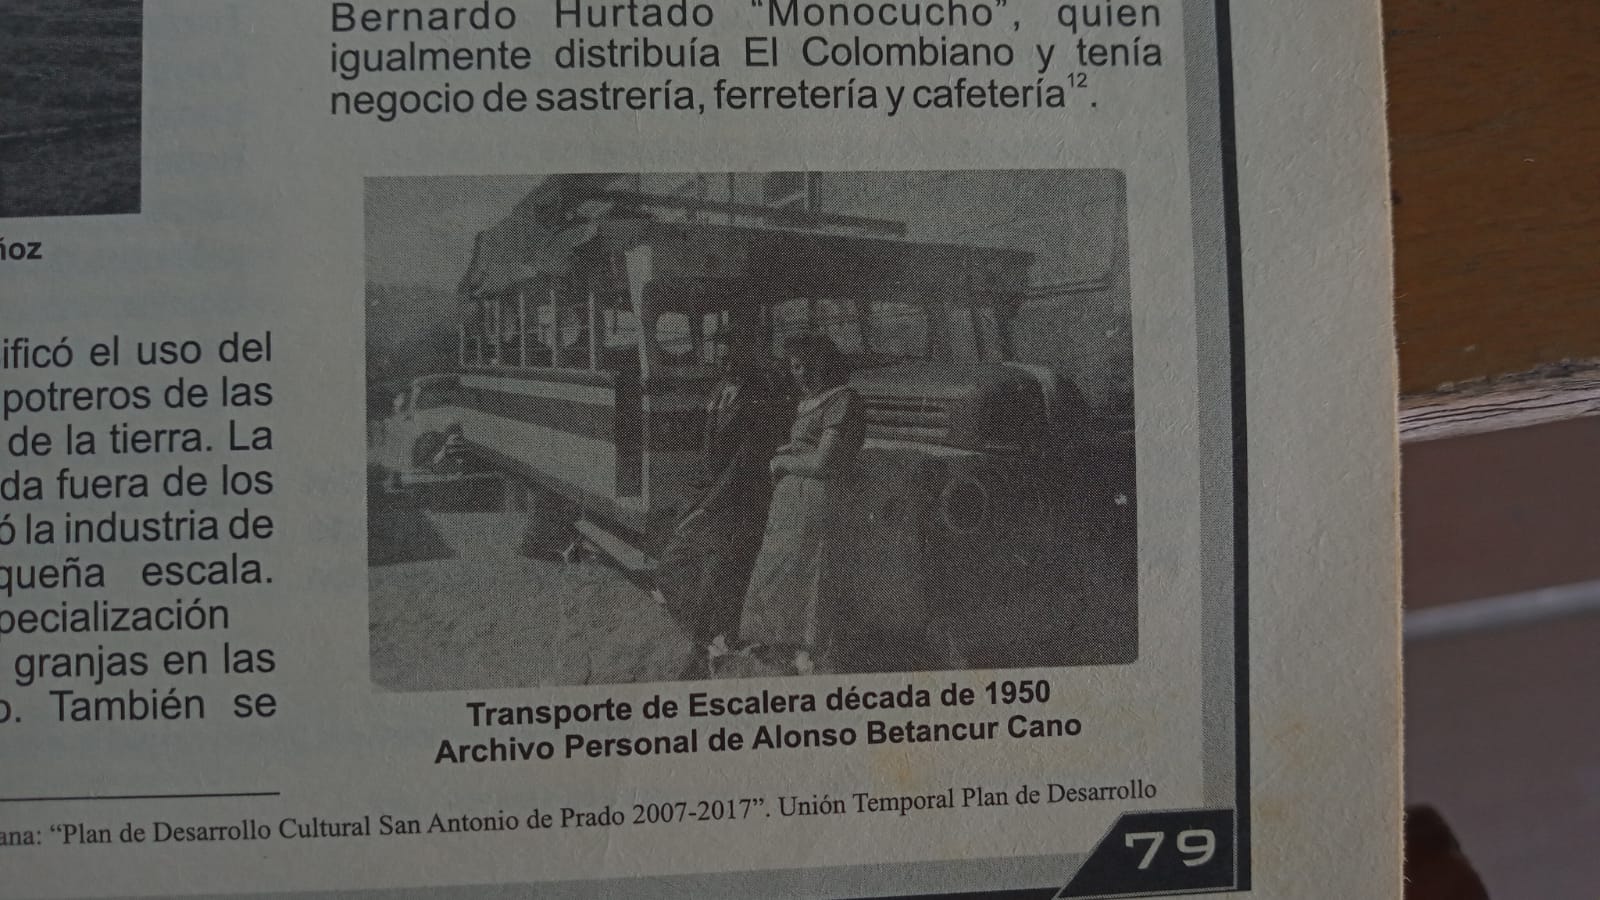 ñoz
ificó el uso del
potreros de las
de la tierra. La
da fuera de los
ó la industria de
queña escala.
pecialización
granjas en las
o. También se
Bernardo Hurtado “Monocucho”, quien
igualmente distribuía El Colombiano y tenía
negocio de sastrería, ferretería y cafetería¹².
Transporte de Escalera década de 1950
Archivo Personal de Alonso Betancur Cano
ana: “Plan de Desarrollo Cultural San Antonio de Prado 2007-2017”. Unión Temporal Plan de Desarrollo
79